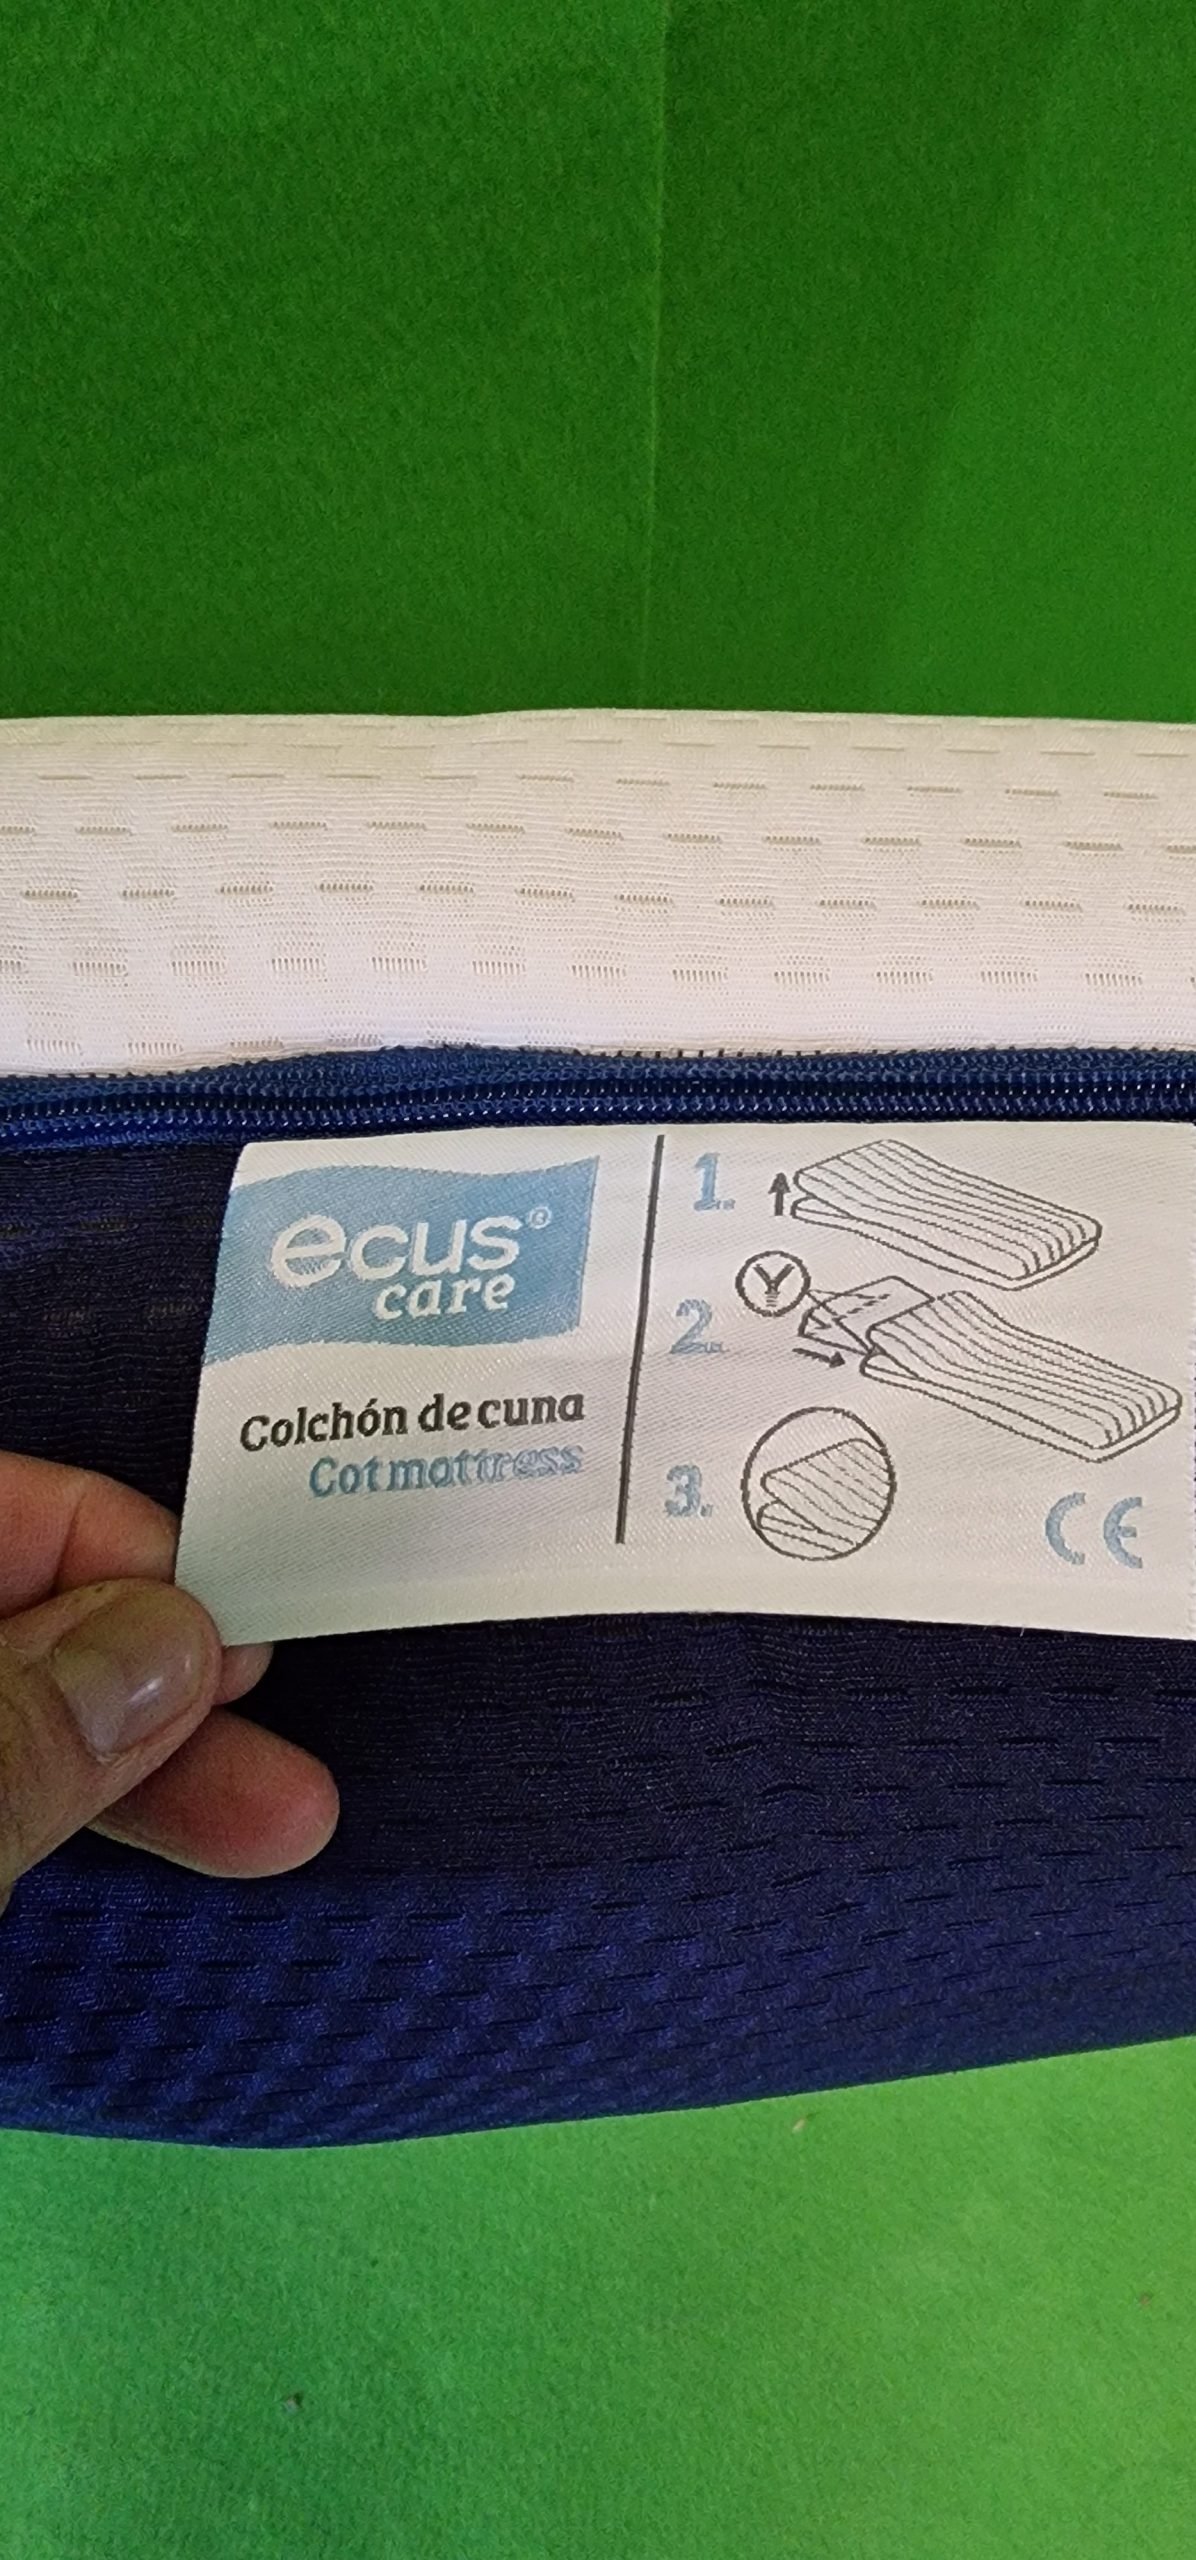 ecus®
care
Colchón de cuna
Cot mattress
1.
2.
3.
CE